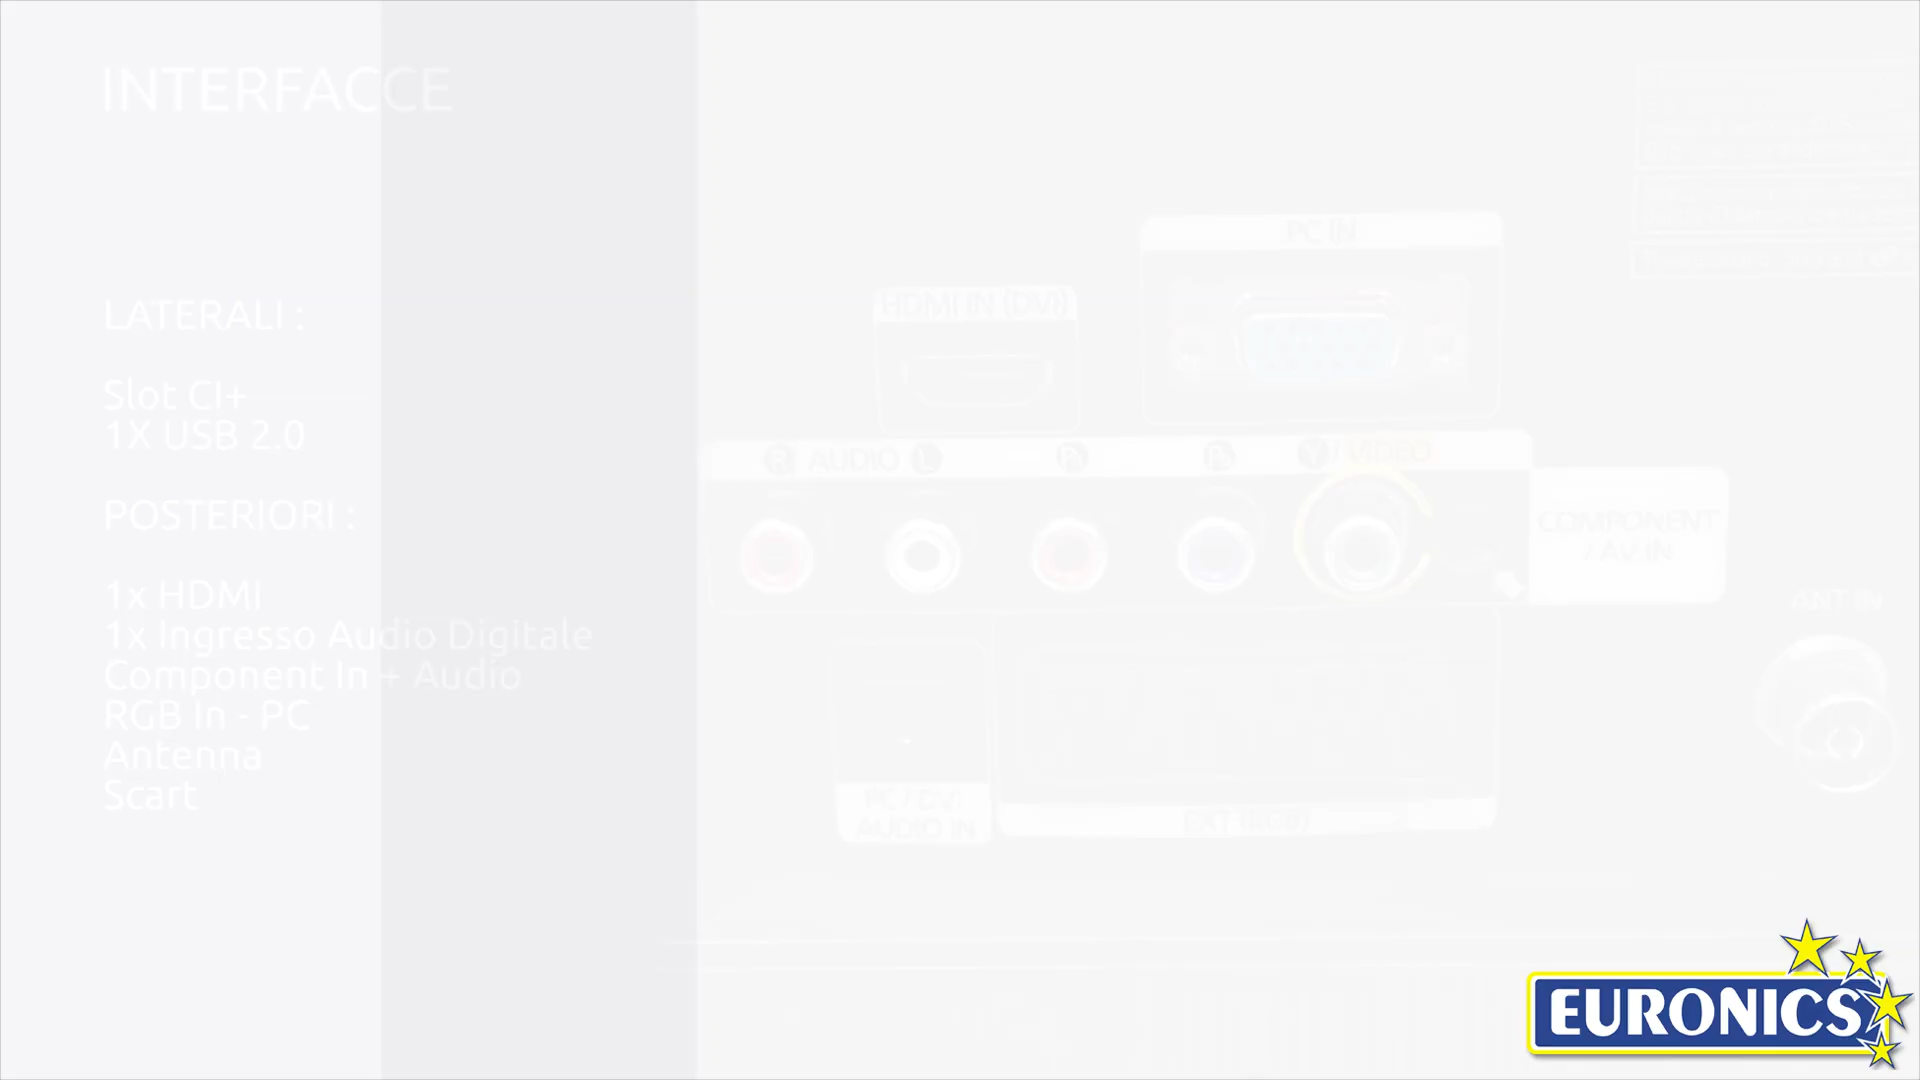 INTERFACCE
LATERALI :
Slot CI+
1X USB 2.0
POSTERIORI :
1x HDMI
1x Ingresso Audio Digitale
Component In + Audio
RGB In - PC
Antenna
Scart
PC IN
HDMI IN (DVI)
R AUDIO L
Y / VIDEO
COMPONENT
/ AV IN
ANT IN
PC / DVI
AUDIO IN
EXT (RGB)
EURONICS